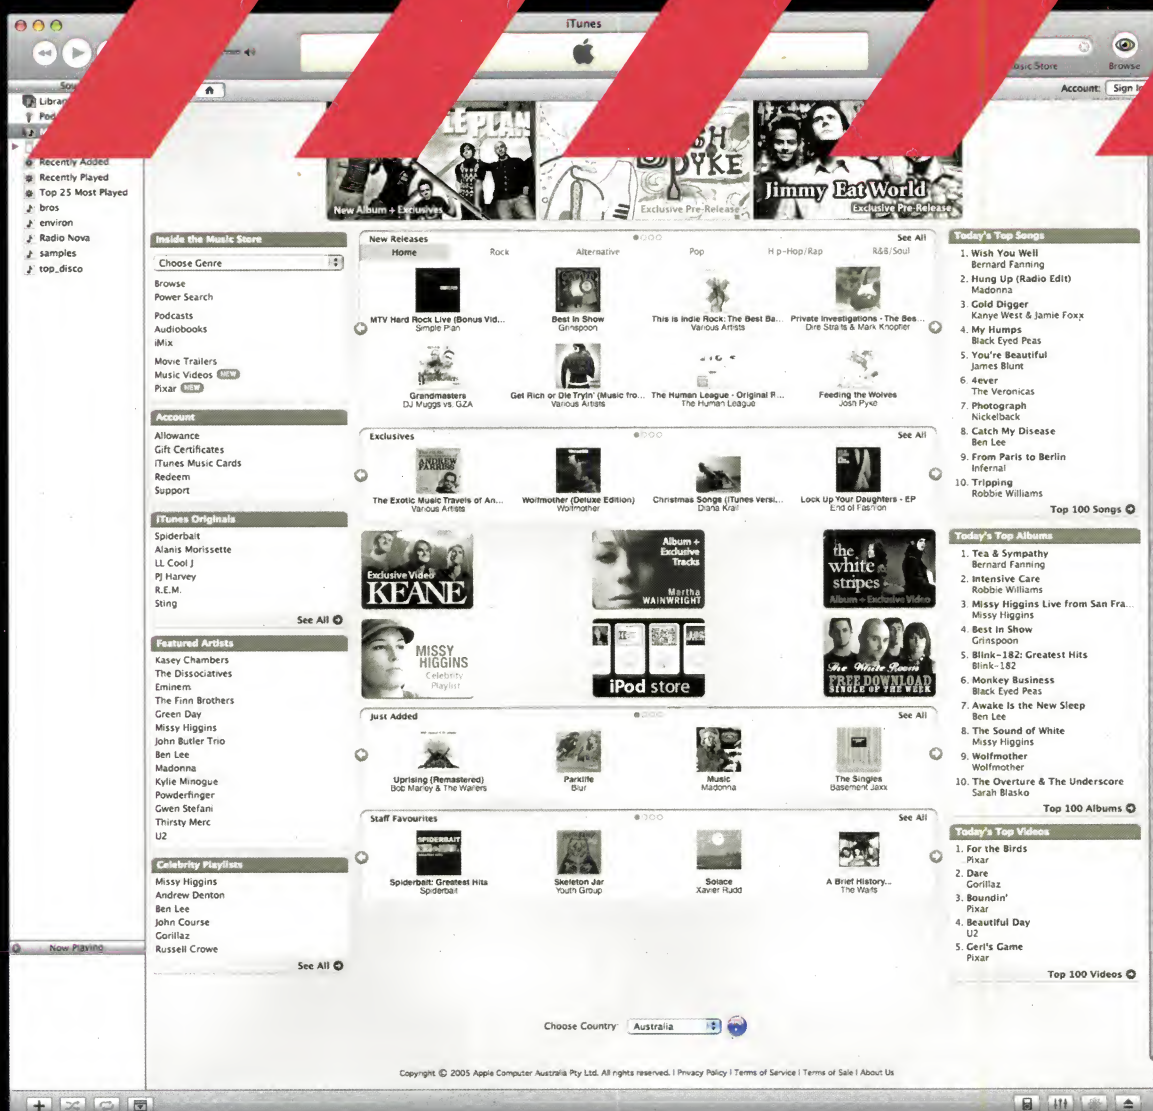 iTunes
Music Store
Browse
Account:
Sign In
Recently Added
Recently Played
Top 25 Most Played
bros
environ
Radio Nova
samples
top_disco
Now Playing
PLE PLAN
New Album + Exclusives
SH
PYKE
Exclusive Pre-Release
Jimmy Eat World
Exclusive Pre-Release
Inside the Music Store
Choose Genre
Browse
Power Search
Podcasts
Audiobooks
iMix
Movie Trailers
Music Videos NEW
Pixar NEW
Account
Allowance
Gift Certificates
iTunes Music Cards
Redeem
Support
iTunes Originals
Spiderbait
Alanis Morissette
LL Cool J
PJ Harvey
R.E.M.
Sting
See All
Featured Artists
Kasey Chambers
The Dissociatives
Eminem
The Finn Brothers
Green Day
Missy Higgins
John Butler Trio
Ben Lee
Madonna
Kylie Minogue
Powderfinger
Gwen Stefani
Thirsty Merc
U2
Celebrity Playlists
Missy Higgins
Andrew Denton
Ben Lee
John Course
Gorillaz
Russell Crowe
See All
New Releases
See All
Home Rock Alternative Pop Hip-Hop/Rap R&B/Soul
MTV Hard Rock Live (Bonus Vid...
Simple Plan
Best In Show
Grinspoon
This is Indie Rock: The Best Ba...
Various Artists
Private Investigations - The Bes...
Dire Straits & Mark Knopfler
Grandmasters
DJ Muggs vs. GZA
Get Rich or Die Tryin' (Music fro...
Various Artists
The Human League - Original R...
The Human League
Feeding the Wolves
Josh Pyke
Exclusives
See All
ANDREW
FARRISS
The Exotic Music Travels of An...
Various Artists
Wolfmother (Deluxe Edition)
Wolfmother
Christmas Songs (iTunes Versi...
Diana Krall
Lock Up Your Daughters - EP
End of Fashion
Exclusive Video
KEANE
Album +
Exclusive
Tracks
Martha
WAINWRIGHT
the
white
stripes
Album + Exclusive Video
MISSY
HIGGINS
Celebrity
Playlist
iPod store
The White Room
FREE DOWNLOAD
SINGLE OF THE WEEK
Just Added
See All
Uprising (Remastered)
Bob Marley & The Wailers
Parklife
Blur
Music
Madonna
The Singles
Basement Jaxx
Staff Favourites
See All
SPIDERBAIT
Spiderbait: Greatest Hits
Spiderbait
Skeleton Jar
Youth Group
Solace
Xavier Rudd
A Brief History...
The Waifs
Today's Top Songs
1. Wish You Well
Bernard Fanning
2. Hung Up (Radio Edit)
Madonna
3. Gold Digger
Kanye West & Jamie Foxx
4. My Humps
Black Eyed Peas
5. You're Beautiful
James Blunt
6. 4ever
The Veronicas
7. Photograph
Nickelback
8. Catch My Disease
Ben Lee
9. From Paris to Berlin
Infernal
10. Tripping
Robbie Williams
Top 100 Songs
Today's Top Albums
1. Tea & Sympathy
Bernard Fanning
2. Intensive Care
Robbie Williams
3. Missy Higgins Live from San Fra...
Missy Higgins
4. Best In Show
Grinspoon
5. Blink-182: Greatest Hits
Blink-182
6. Monkey Business
Black Eyed Peas
7. Awake Is the New Sleep
Ben Lee
8. The Sound of White
Missy Higgins
9. Wolfmother
Wolfmother
10. The Overture & The Underscore
Sarah Blasko
Top 100 Albums
Today's Top Videos
1. For the Birds
Pixar
2. Dare
Gorillaz
3. Boundin'
Pixar
4. Beautiful Day
U2
5. Geri's Game
Pixar
Top 100 Videos
Choose Country: Australia
Copyright © 2005 Apple Computer Australia Pty Ltd. All rights reserved. | Privacy Policy | Terms of Service | Terms of Sale | About Us